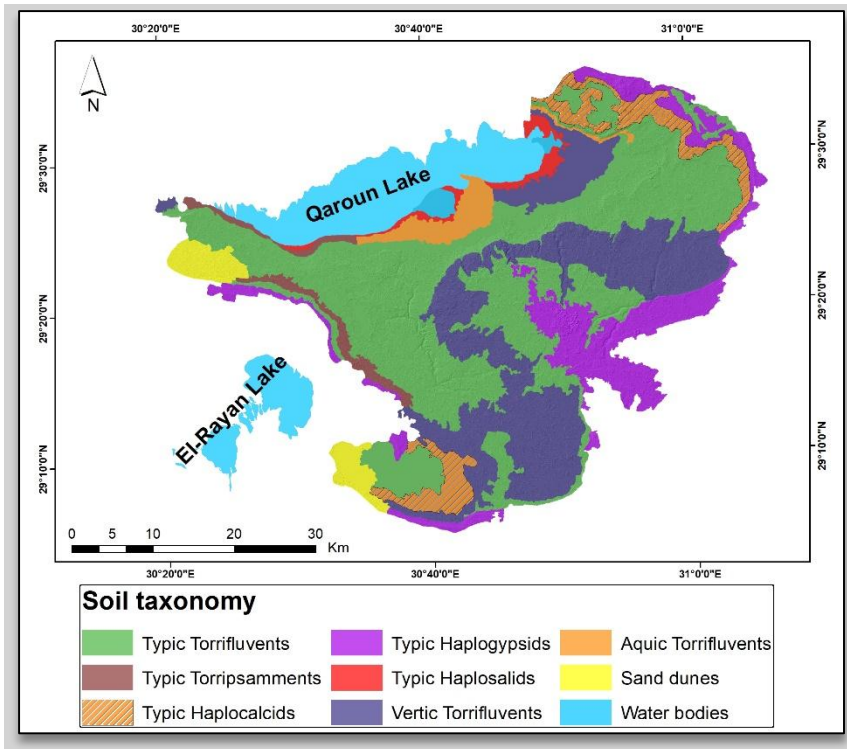 30°20'0"E 30°40'0"E 31°0'0"E
N
29°30'0"N 29°30'0"N
Qaroun Lake
29°20'0"N 29°20'0"N
El-Rayan Lake
29°10'0"N 29°10'0"N
0 5 10 20 30
Km
30°20'0"E 30°40'0"E 31°0'0"E
Soil taxonomy
Typic Torrifluvents Typic Haplogypsids Aquic Torrifluvents
Typic Torripsamments Typic Haplosalids Sand dunes
Typic Haplocalcids Vertic Torrifluvents Water bodies